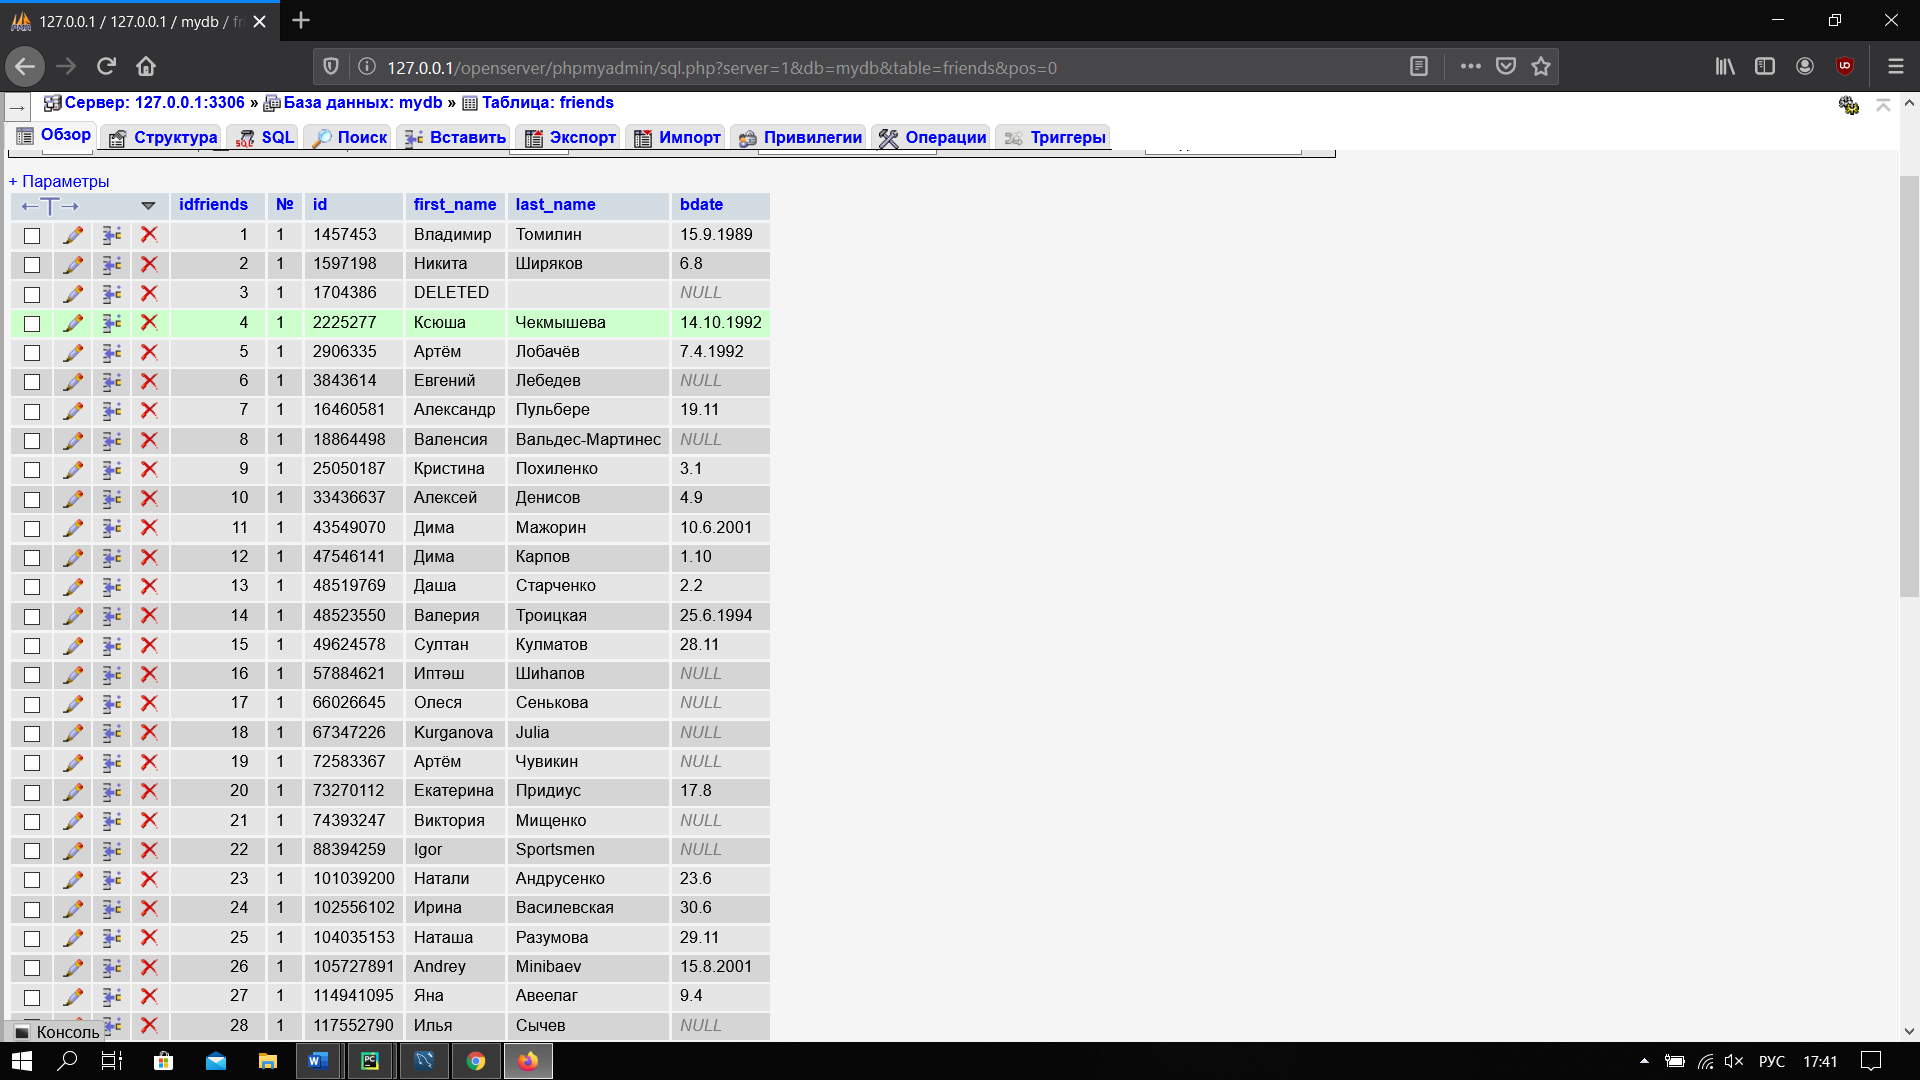 127.0.0.1 / 127.0.0.1 / mydb / fr
127.0.0.1/openserver/phpmyadmin/sql.php?server=1&db=mydb&table=friends&pos=0
Сервер: 127.0.0.1:3306 » База данных: mydb » Таблица: friends
Обзор Структура SQL Поиск Вставить Экспорт Импорт Привилегии Операции Триггеры
+ Параметры
←T→ idfriends № id first_name last_name bdate
1 1 1457453 Владимир Томилин 15.9.1989
2 1 1597198 Никита Ширяков 6.8
3 1 1704386 DELETED NULL
4 1 2225277 Ксюша Чекмышева 14.10.1992
5 1 2906335 Артём Лобачёв 7.4.1992
6 1 3843614 Евгений Лебедев NULL
7 1 16460581 Александр Пульбере 19.11
8 1 18864498 Валенсия Вальдес-Мартинес NULL
9 1 25050187 Кристина Похиленко 3.1
10 1 33436637 Алексей Денисов 4.9
11 1 43549070 Дима Мажорин 10.6.2001
12 1 47546141 Дима Карпов 1.10
13 1 48519769 Даша Старченко 2.2
14 1 48523550 Валерия Троицкая 25.6.1994
15 1 49624578 Султан Кулматов 28.11
16 1 57884621 Иптәш Шиһапов NULL
17 1 66026645 Олеся Сенькова NULL
18 1 67347226 Kurganova Julia NULL
19 1 72583367 Артём Чувикин NULL
20 1 73270112 Екатерина Придиус 17.8
21 1 74393247 Виктория Мищенко NULL
22 1 88394259 Igor Sportsmen NULL
23 1 101039200 Натали Андрусенко 23.6
24 1 102556102 Ирина Василевская 30.6
25 1 104035153 Наташа Разумова 29.11
26 1 105727891 Andrey Minibaev 15.8.2001
27 1 114941095 Яна Авеелаг 9.4
28 1 117552790 Илья Сычев NULL
Консоль
РУС 17:41